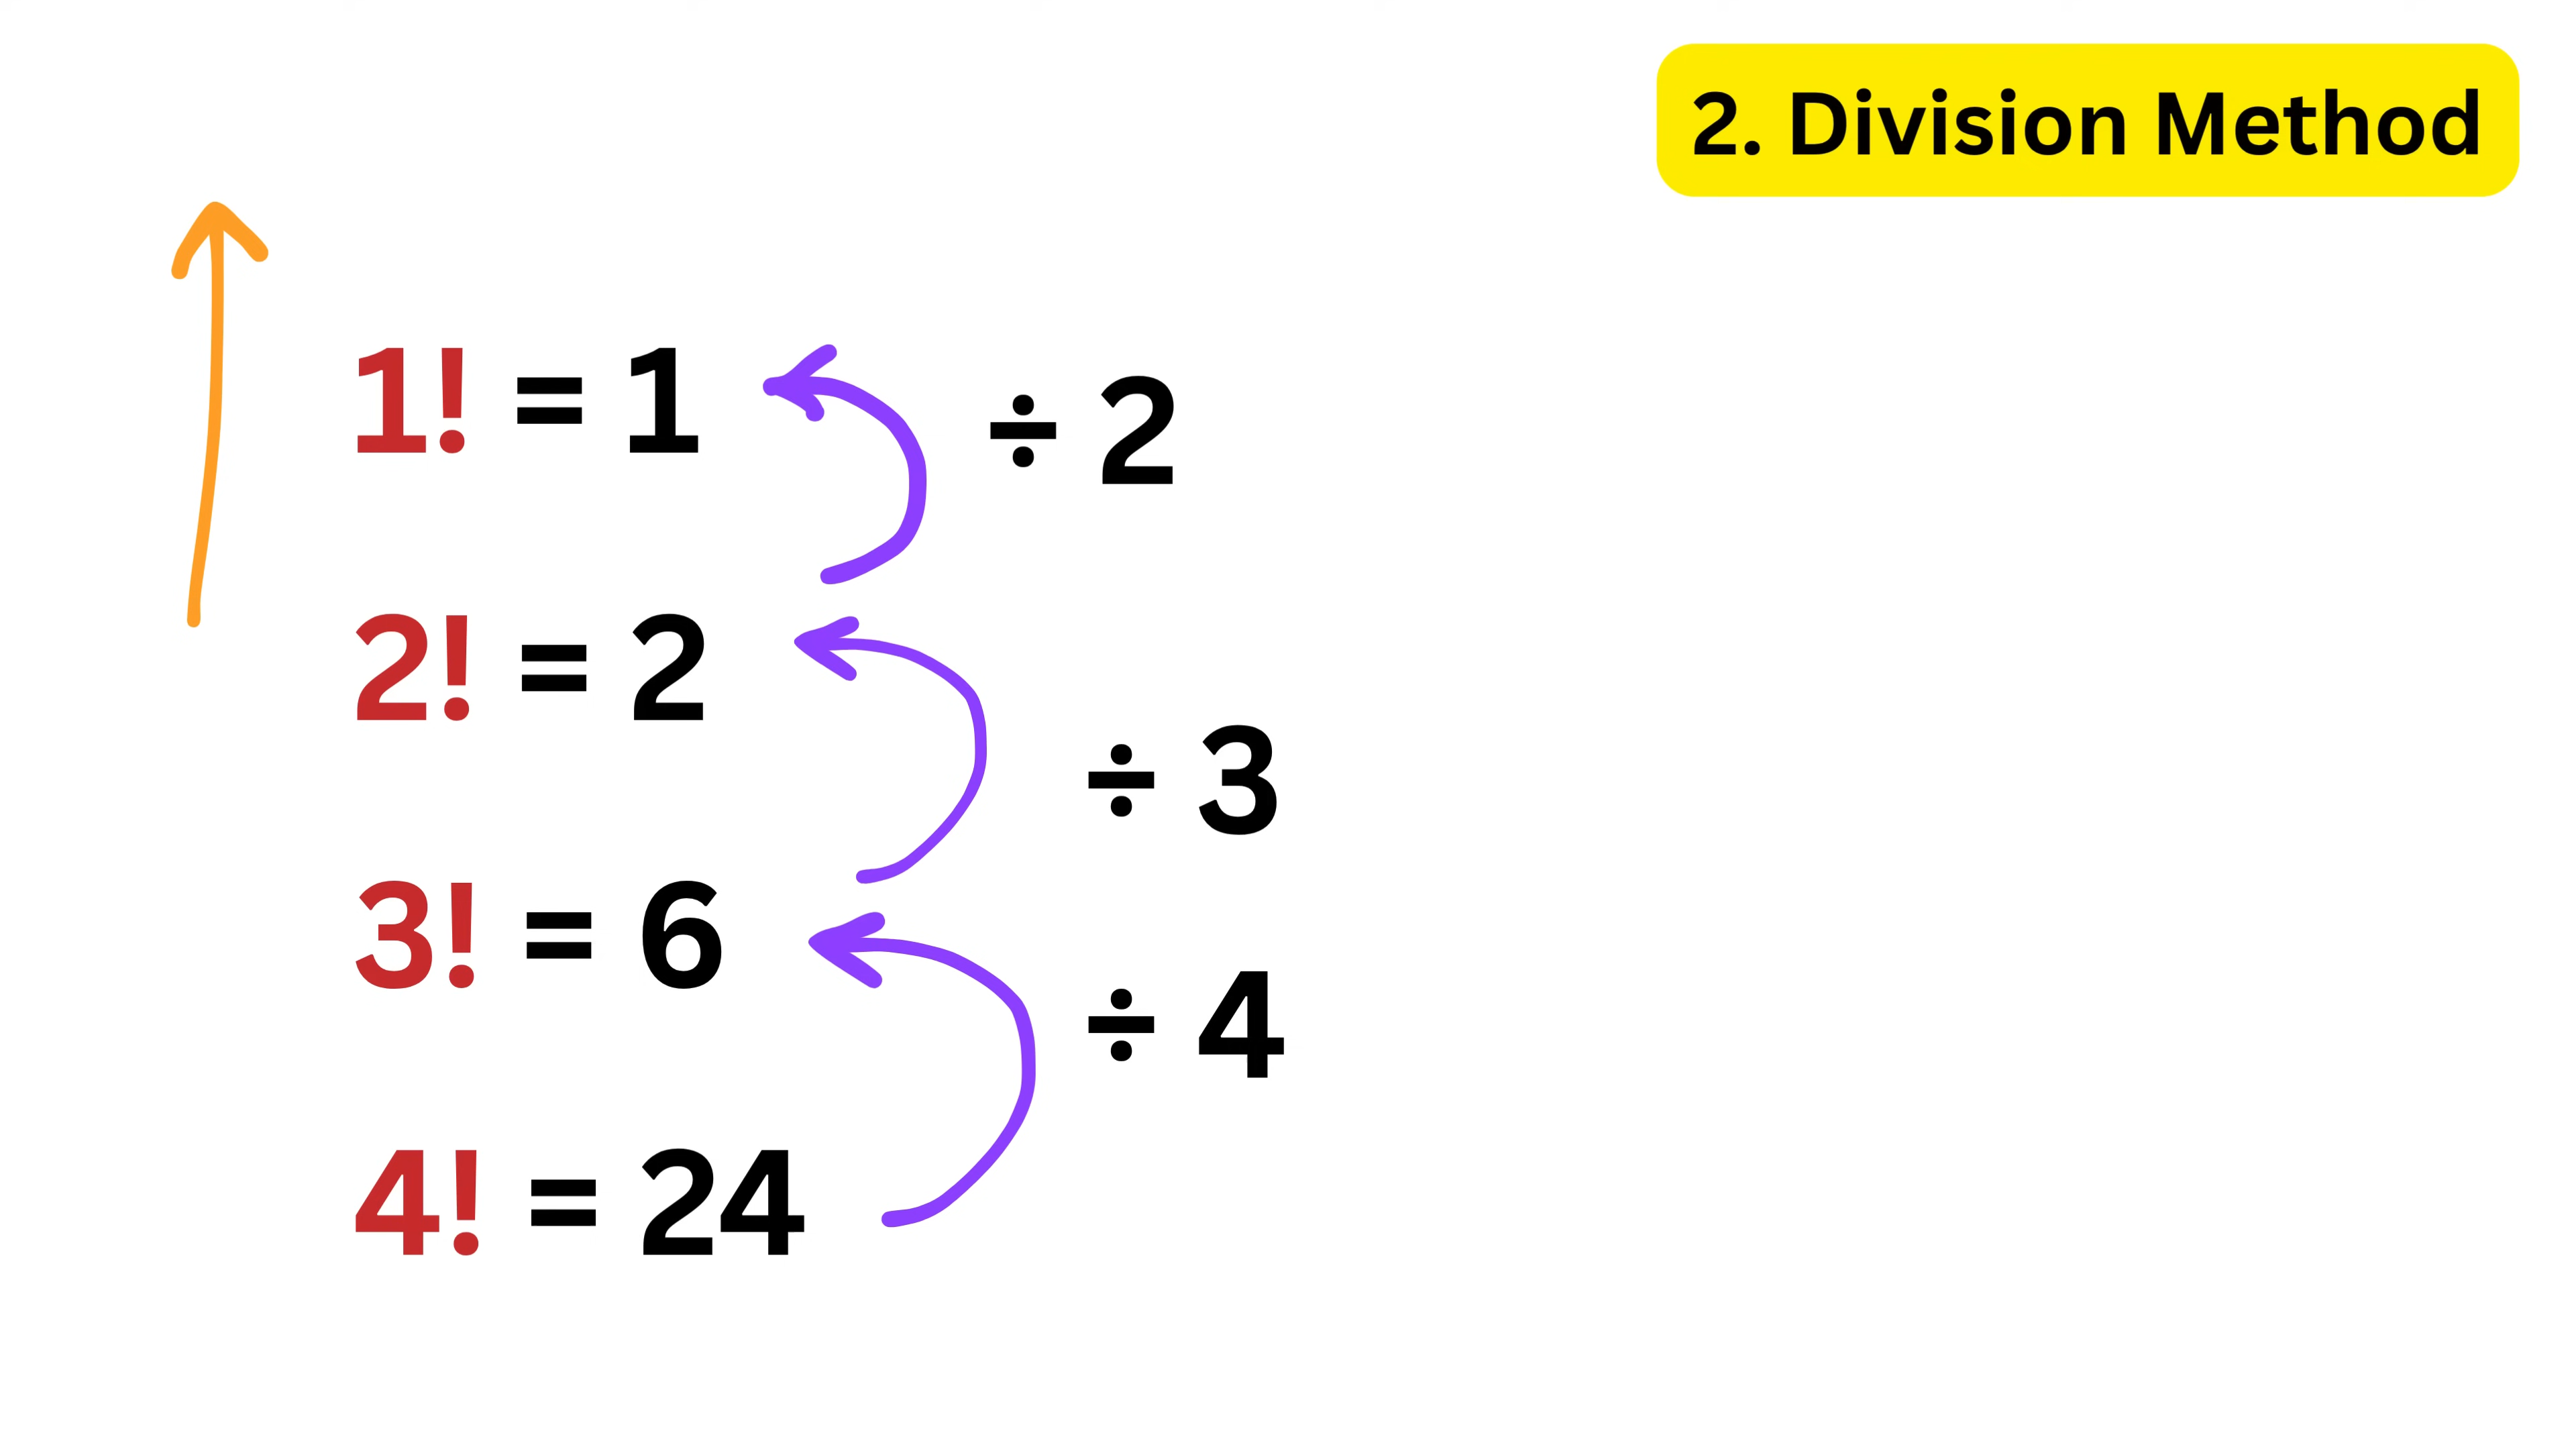 2. Division Method
1! = 1
÷ 2
2! = 2
÷ 3
3! = 6
÷ 4
4! = 24